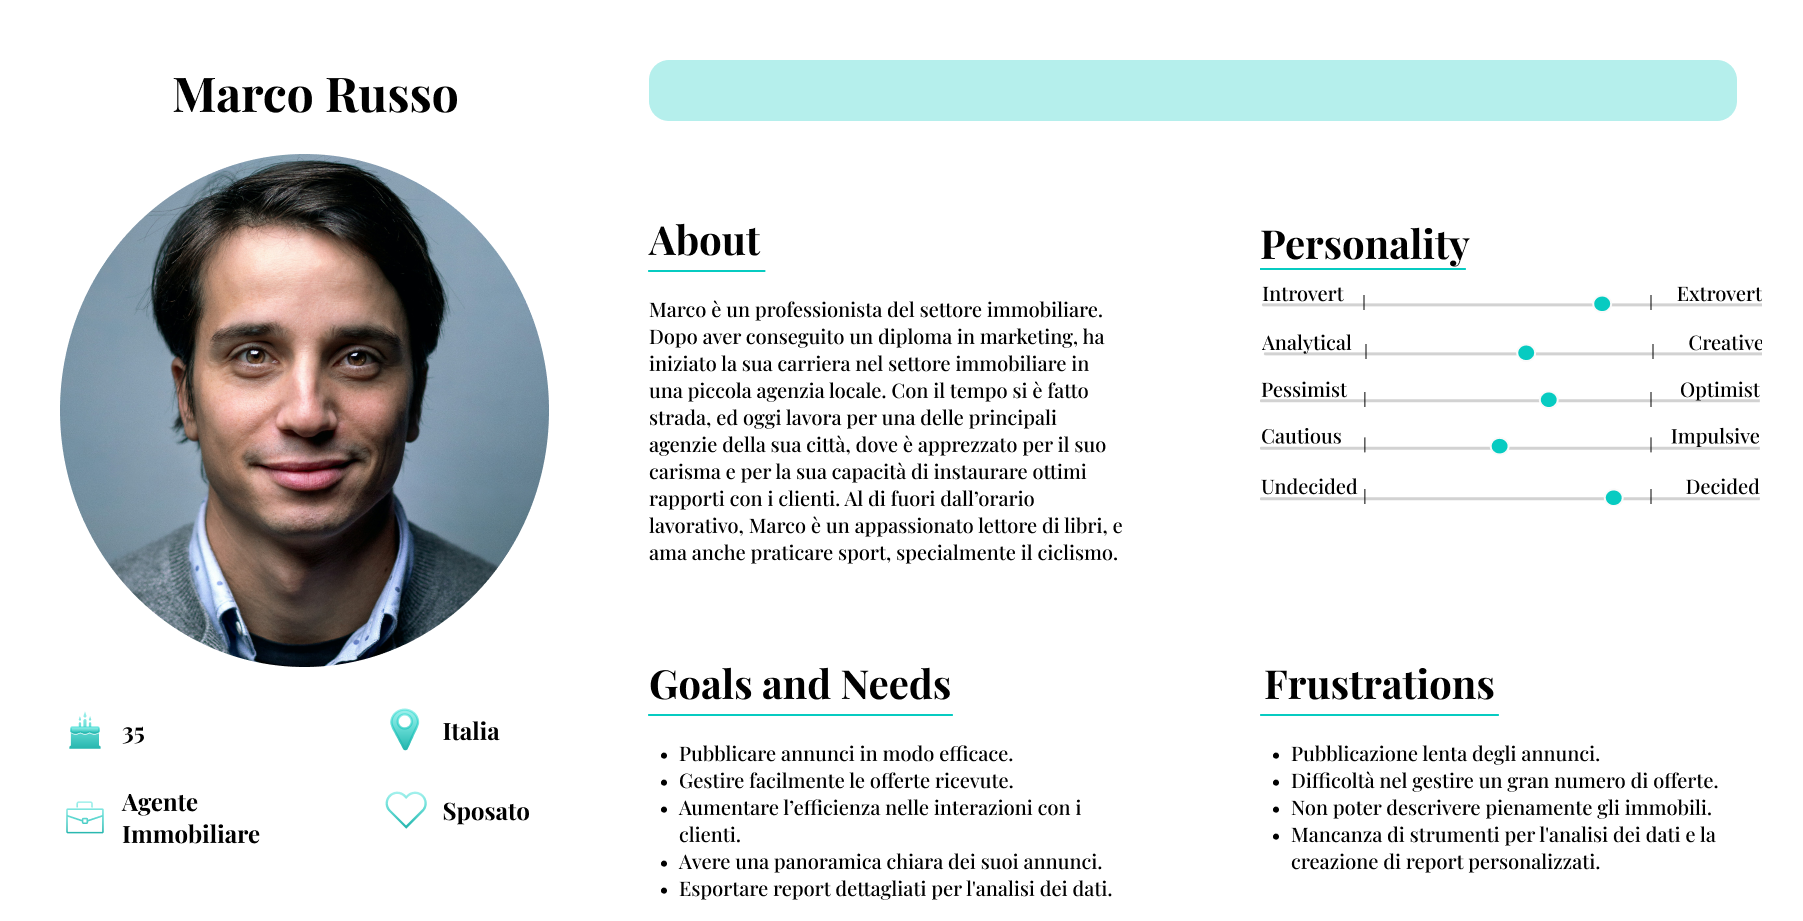 Marco Russo
35
Italia
Agente
Immobiliare
Sposato
About
Marco è un professionista del settore immobiliare.
Dopo aver conseguito un diploma in marketing, ha
iniziato la sua carriera nel settore immobiliare in
una piccola agenzia locale. Con il tempo si è fatto
strada, ed oggi lavora per una delle principali
agenzie della sua città, dove è apprezzato per il suo
carisma e per la sua capacità di instaurare ottimi
rapporti con i clienti. Al di fuori dall’orario
lavorativo, Marco è un appassionato lettore di libri, e
ama anche praticare sport, specialmente il ciclismo.
Personality
Introvert Extrovert
Analytical Creative
Pessimist Optimist
Cautious Impulsive
Undecided Decided
Goals and Needs
• Pubblicare annunci in modo efficace.
• Gestire facilmente le offerte ricevute.
• Aumentare l’efficienza nelle interazioni con i
clienti.
• Avere una panoramica chiara dei suoi annunci.
• Esportare report dettagliati per l'analisi dei dati.
Frustrations
• Pubblicazione lenta degli annunci.
• Difficoltà nel gestire un gran numero di offerte.
• Non poter descrivere pienamente gli immobili.
• Mancanza di strumenti per l'analisi dei dati e la
creazione di report personalizzati.